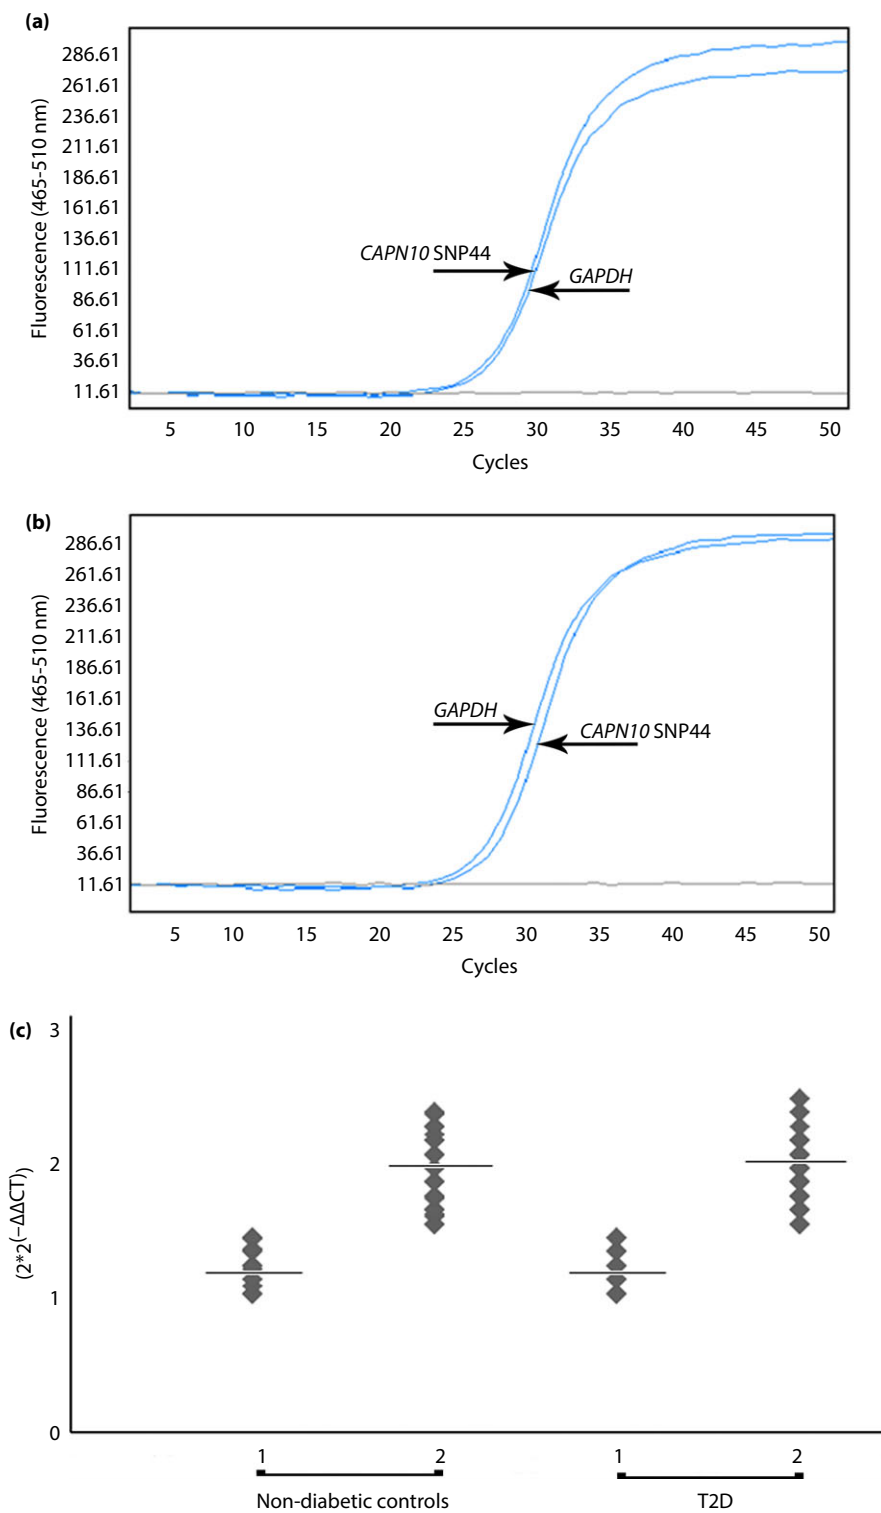 (a)
Fluorescence (465-510 nm)
286.61
261.61
236.61
211.61
186.61
161.61
136.61
111.61
86.61
61.61
36.61
11.61
CAPN10 SNP44
GAPDH
5 10 15 20 25 30 35 40 45 50
Cycles
(b)
Fluorescence (465-510 nm)
286.61
261.61
236.61
211.61
186.61
161.61
136.61
111.61
86.61
61.61
36.61
11.61
GAPDH
CAPN10 SNP44
5 10 15 20 25 30 35 40 45 50
Cycles
(c)
(2*2(−ΔΔCT))
3
2
1
0
1 2 1 2
Non-diabetic controls T2D